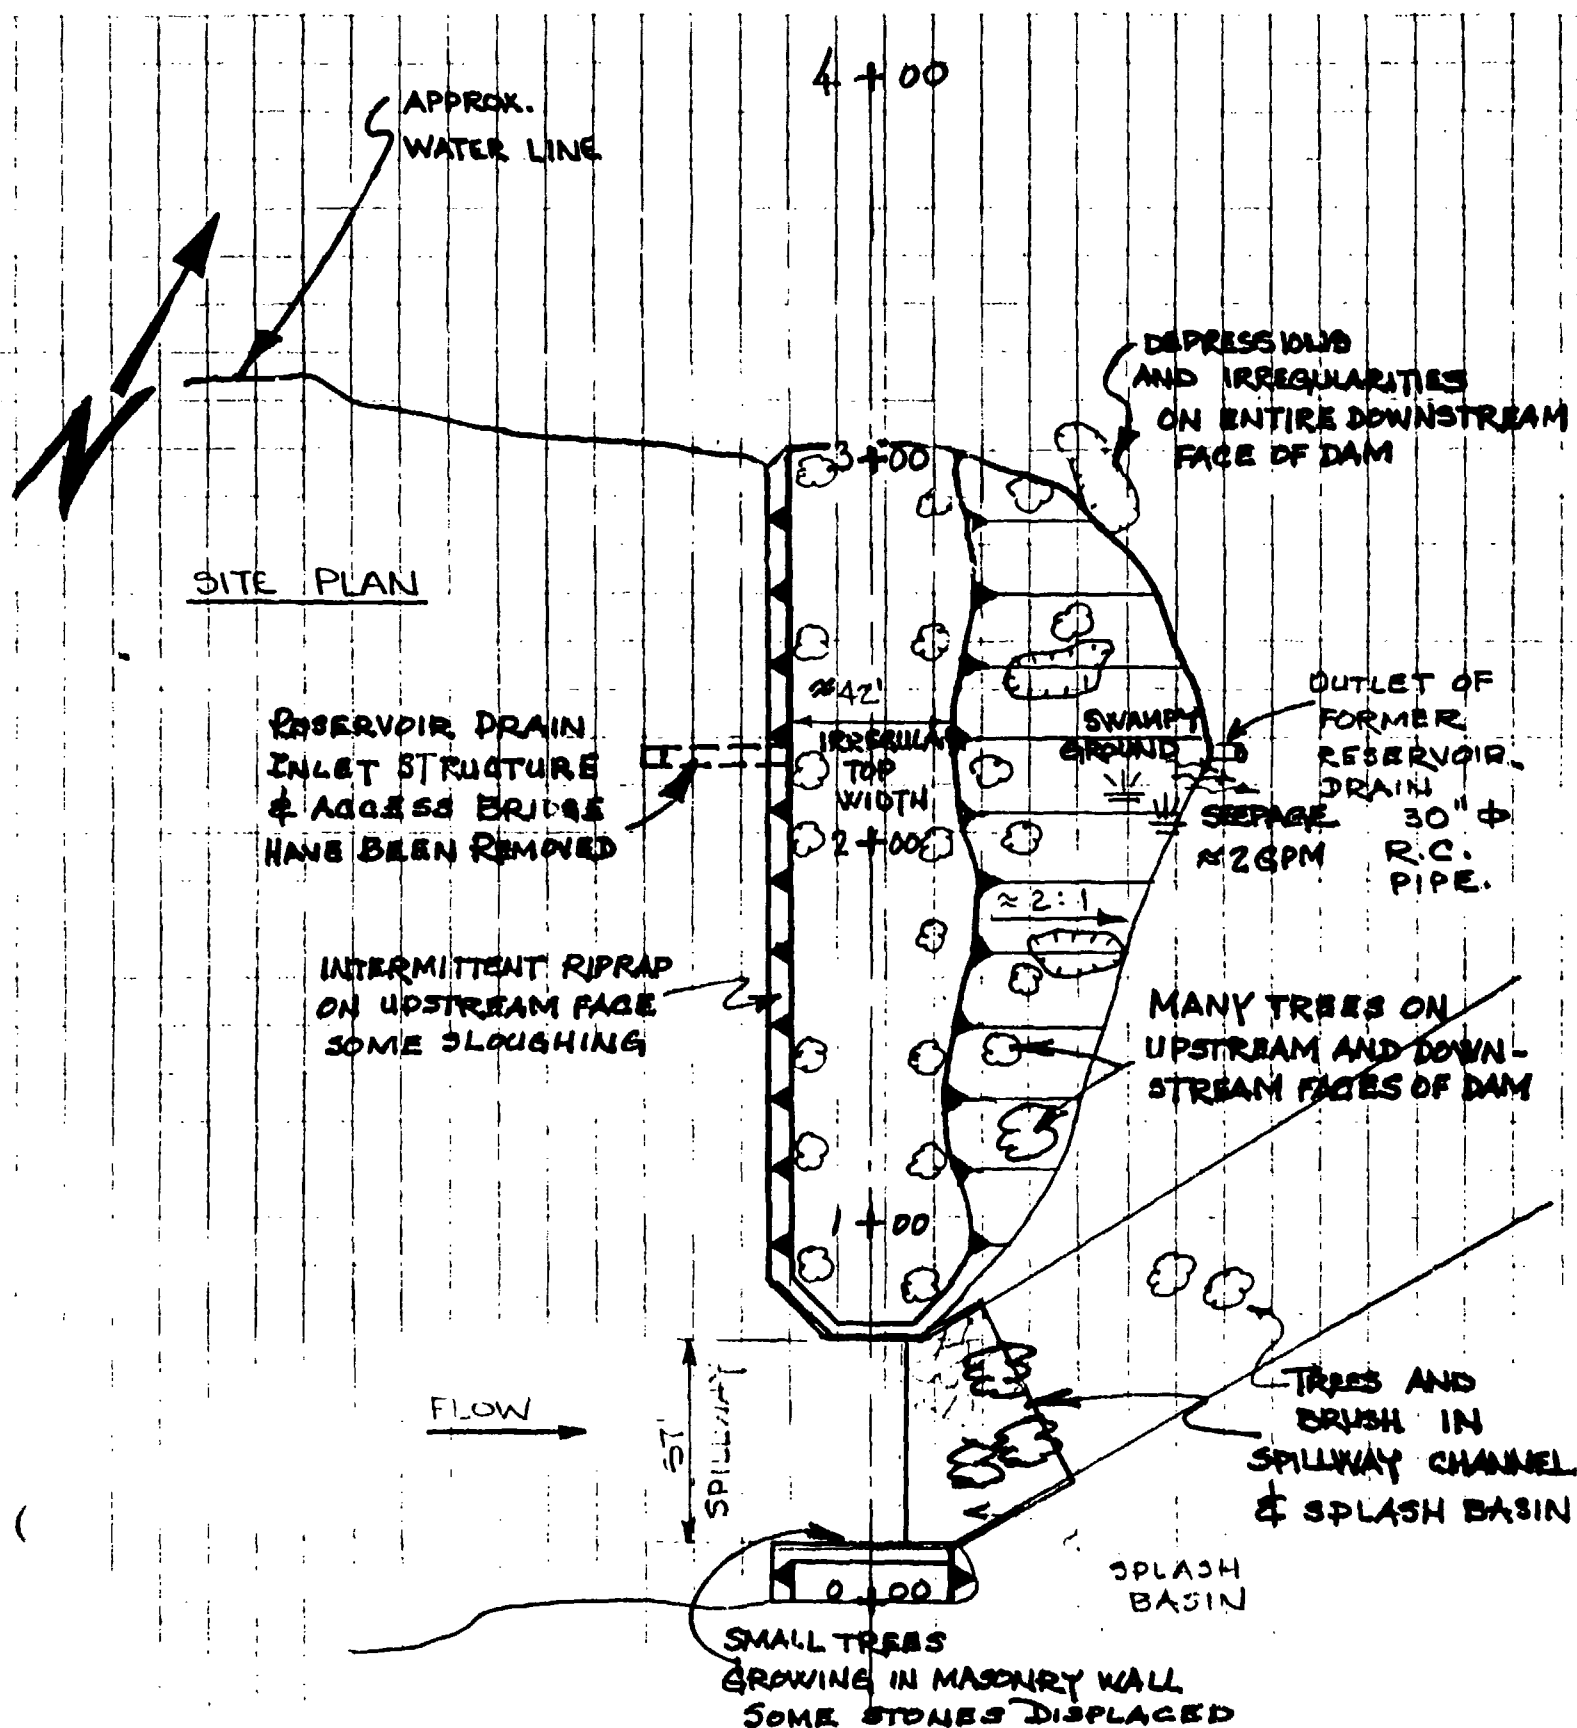 4 + 00
APPROX.
WATER LINE
DEPRESSIONS
AND IRREGULARITIES
ON ENTIRE DOWNSTREAM
FACE OF DAM
3+00
N
SITE PLAN
≈42'
IRREGULAR
TOP
WIDTH
RESERVOIR DRAIN
INLET STRUCTURE
& ACCESS BRIDGE
HAVE BEEN REMOVED
SWAMPY
GROUND
OUTLET OF
FORMER
RESERVOIR
DRAIN
30" ϕ
R.C.
PIPE.
SEEPAGE
≈2GPM
2+00
≈ 2:1
INTERMITTENT RIPRAP
ON UPSTREAM FACE
SOME SLOUGHING
MANY TREES ON
UPSTREAM AND DOWN-
STREAM FACES OF DAM
1+00
FLOW
57'
SPILLWAY
TREES AND
BRUSH IN
SPILLWAY CHANNEL
& SPLASH BASIN
SPLASH
BASIN
0+00
SMALL TREES
GROWING IN MASONRY WALL
SOME STONES DISPLACED